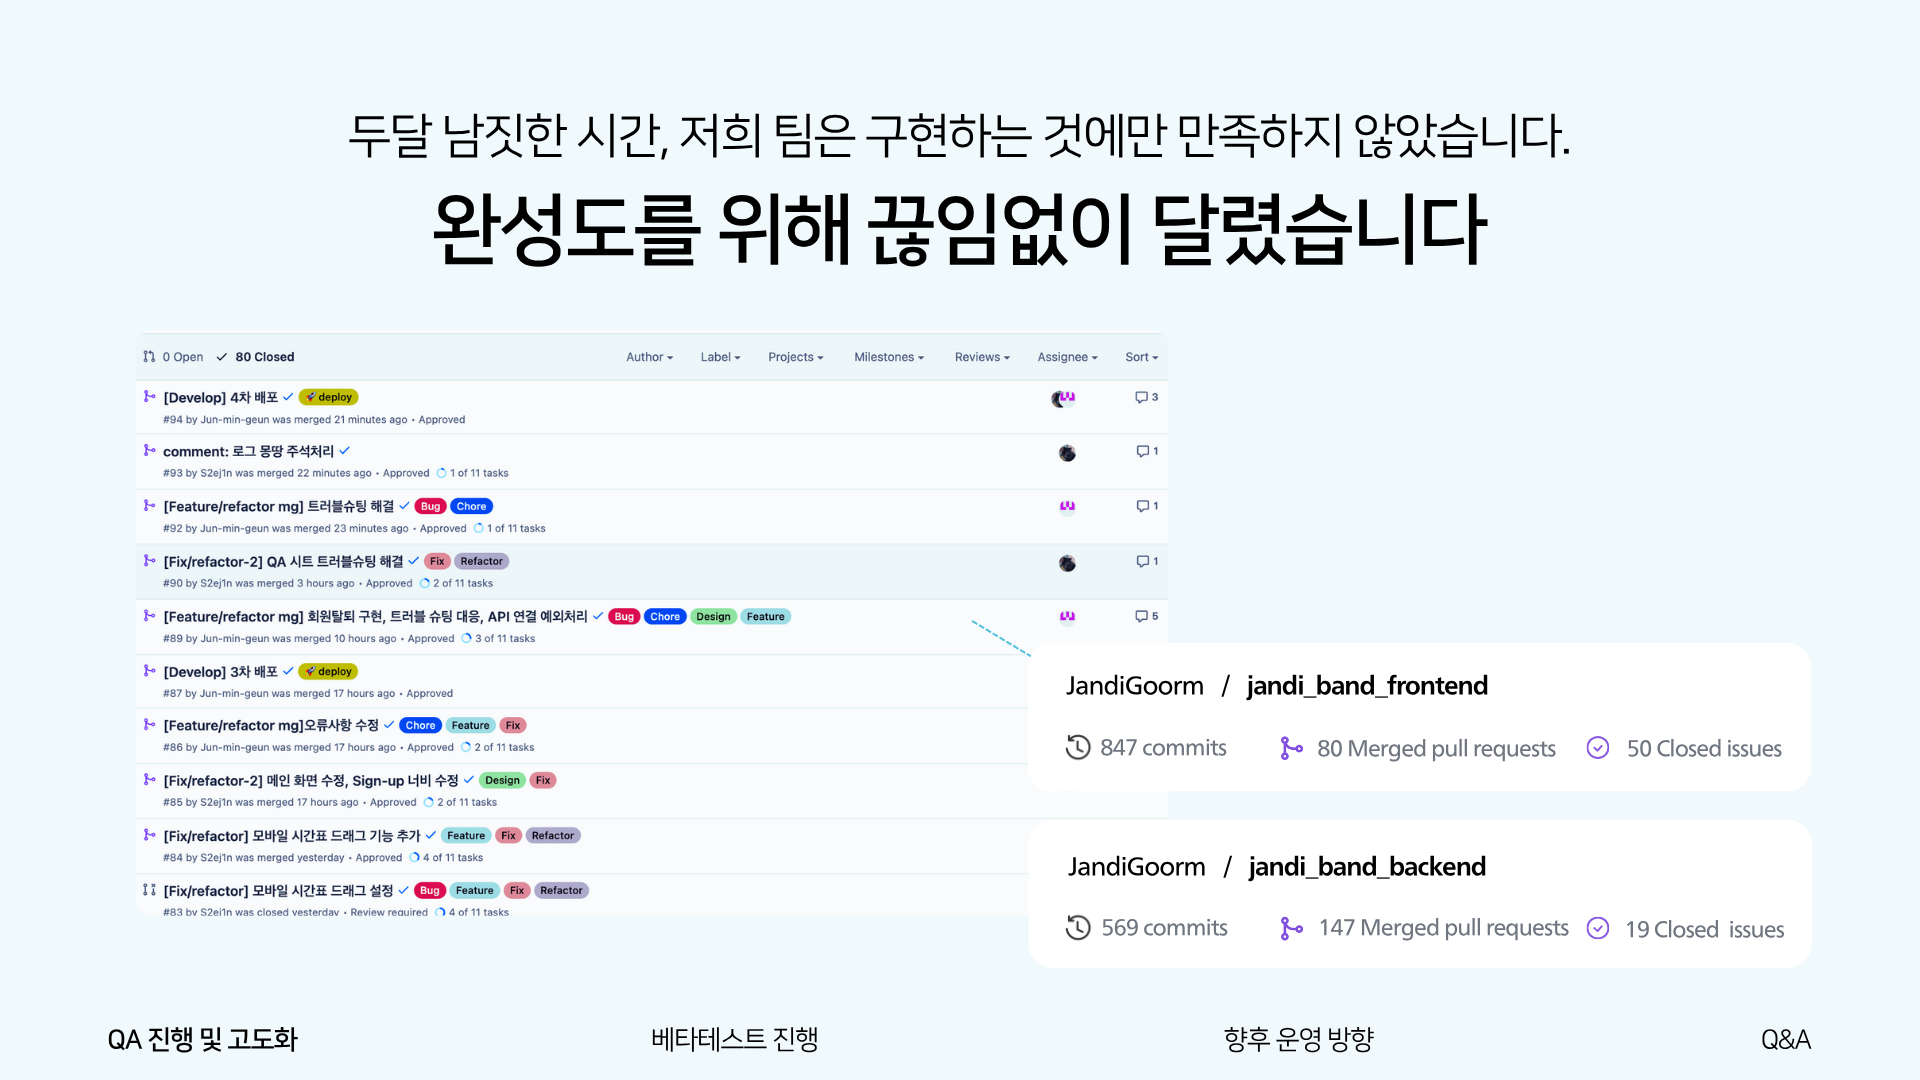 두달 남짓한 시간, 저희 팀은 구현하는 것에만 만족하지 않았습니다.
완성도를 위해 끊임없이 달렸습니다
0 Open 80 Closed Author Label Projects Milestones Reviews Assignee Sort
[Develop] 4차 배포 deploy 3
#94 by Jun-min-geun was merged 21 minutes ago • Approved
comment: 로그 몽땅 주석처리 1
#93 by S2ej1n was merged 22 minutes ago • Approved 1 of 11 tasks
[Feature/refactor mg] 트러블슈팅 해결 Bug Chore 1
#92 by Jun-min-geun was merged 23 minutes ago • Approved 1 of 11 tasks
[Fix/refactor-2] QA 시트 트러블슈팅 해결 Fix Refactor 1
#90 by S2ej1n was merged 3 hours ago • Approved 2 of 11 tasks
[Feature/refactor mg] 회원탈퇴 구현, 트러블 슈팅 대응, API 연결 예외처리 Bug Chore Design Feature 5
#89 by Jun-min-geun was merged 10 hours ago • Approved 3 of 11 tasks
[Develop] 3차 배포 deploy
#87 by Jun-min-geun was merged 17 hours ago • Approved
[Feature/refactor mg]오류사항 수정 Chore Feature Fix
#86 by Jun-min-geun was merged 17 hours ago • Approved 2 of 11 tasks
[Fix/refactor-2] 메인 화면 수정, Sign-up 너비 수정 Design Fix
#85 by S2ej1n was merged 17 hours ago • Approved 2 of 11 tasks
[Fix/refactor] 모바일 시간표 드래그 기능 추가 Feature Fix Refactor
#84 by S2ej1n was merged yesterday • Approved 4 of 11 tasks
[Fix/refactor] 모바일 시간표 드래그 설정 Bug Feature Fix Refactor
#83 by S2ej1n was closed yesterday • Review required 4 of 11 tasks
JandiGoorm / jandi_band_frontend
847 commits 80 Merged pull requests 50 Closed issues
JandiGoorm / jandi_band_backend
569 commits 147 Merged pull requests 19 Closed issues
QA 진행 및 고도화 베타테스트 진행 향후 운영 방향 Q&A